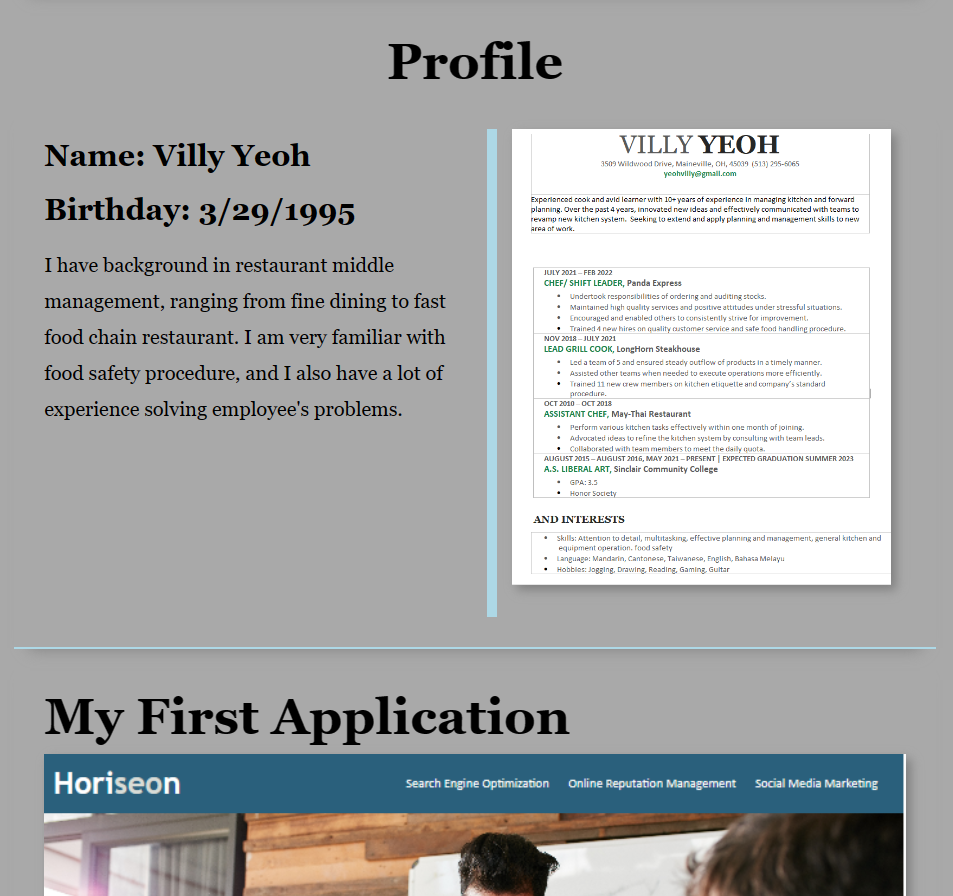 Profile
Name: Villy Yeoh
Birthday: 3/29/1995
I have background in restaurant middle
management, ranging from fine dining to fast
food chain restaurant. I am very familiar with
food safety procedure, and I also have a lot of
experience solving employee's problems.
VILLY YEOH
3509 Wildwood Drive, Maineville, OH, 45039 (513) 295-6065
yeohvilly@gmail.com
Experienced cook and avid learner with 10+ years of experience in managing kitchen and forward
planning. Over the past 4 years, innovated new ideas and effectively communicated with teams to
revamp new kitchen system. Seeking to extend and apply planning and management skills to new
area of work.
JULY 2021 – FEB 2022
CHEF/ SHIFT LEADER, Panda Express
• Undertook responsibilities of ordering and auditing stocks.
• Maintained high quality services and positive attitudes under stressful situations.
• Encouraged and enabled others to consistently strive for improvement.
• Trained 4 new hires on quality customer service and safe food handling procedure.
NOV 2018 – JULY 2021
LEAD GRILL COOK, LongHorn Steakhouse
• Led a team of 5 and ensured steady outflow of products in a timely manner.
• Assisted other teams when needed to execute operations more efficiently.
• Trained 11 new crew members on kitchen etiquette and company's standard
procedure.
OCT 2010 – OCT 2018
ASSISTANT CHEF, May-Thai Restaurant
• Perform various kitchen tasks effectively within one month of joining.
• Advocated ideas to refine the kitchen system by consulting with team leads.
• Collaborated with team members to meet the daily quota.
AUGUST 2015 – AUGUST 2016, MAY 2021 – PRESENT | EXPECTED GRADUATION SUMMER 2023
A.S. LIBERAL ART, Sinclair Community College
• GPA: 3.5
• Honor Society
AND INTERESTS
• Skills: Attention to detail, multitasking, effective planning and management, general kitchen and
equipment operation, food safety
• Language: Mandarin, Cantonese, Taiwanese, English, Bahasa Melayu
• Hobbies: Jogging, Drawing, Reading, Gaming, Guitar
My First Application
Horiseon
Search Engine Optimization Online Reputation Management Social Media Marketing